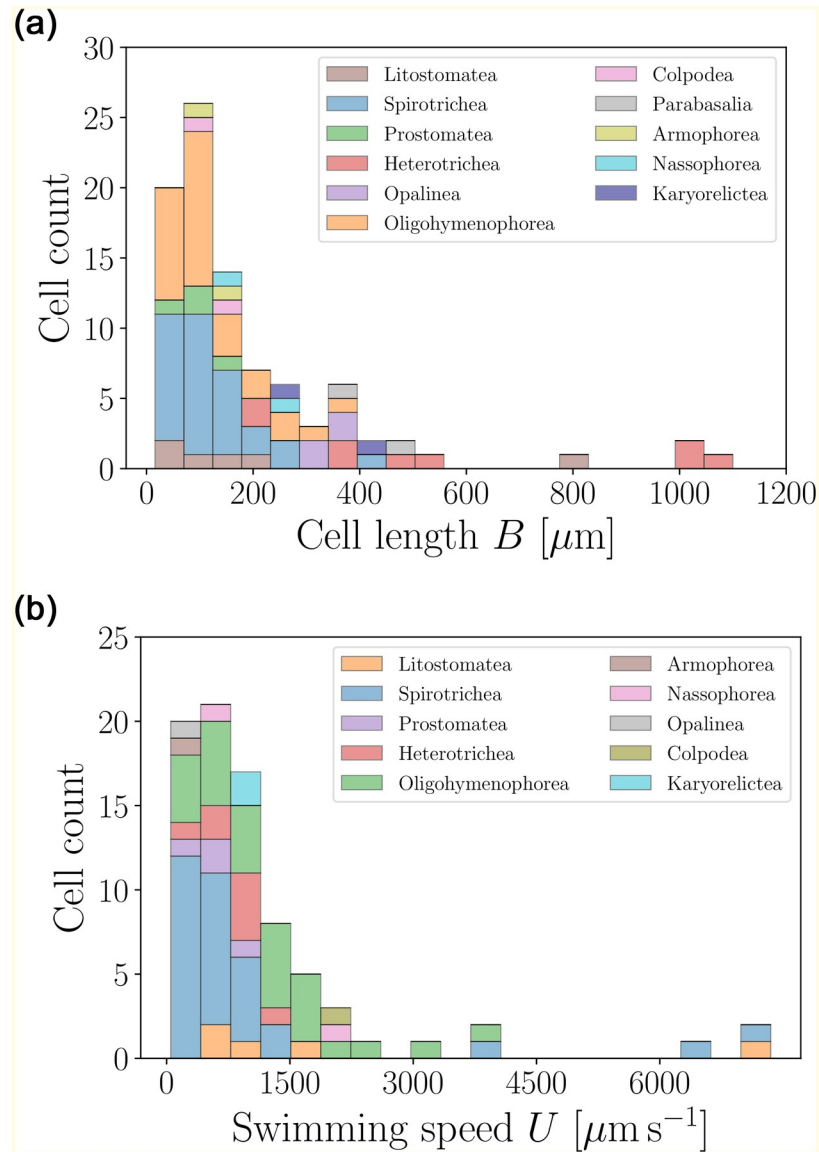 (a)
30
25
20
15
10
5
0
Cell count
Litostomatea
Spirotrichea
Prostomatea
Heterotrichea
Opalinea
Oligohymenophorea
Colpodea
Parabasalia
Armophorea
Nassophorea
Karyorelictea
0 200 400 600 800 1000 1200
Cell length B [μm]
(b)
25
20
15
10
5
0
Cell count
Litostomatea
Spirotrichea
Prostomatea
Heterotrichea
Oligohymenophorea
Armophorea
Nassophorea
Opalinea
Colpodea
Karyorelictea
0 1500 3000 4500 6000
Swimming speed U [μm s⁻¹]